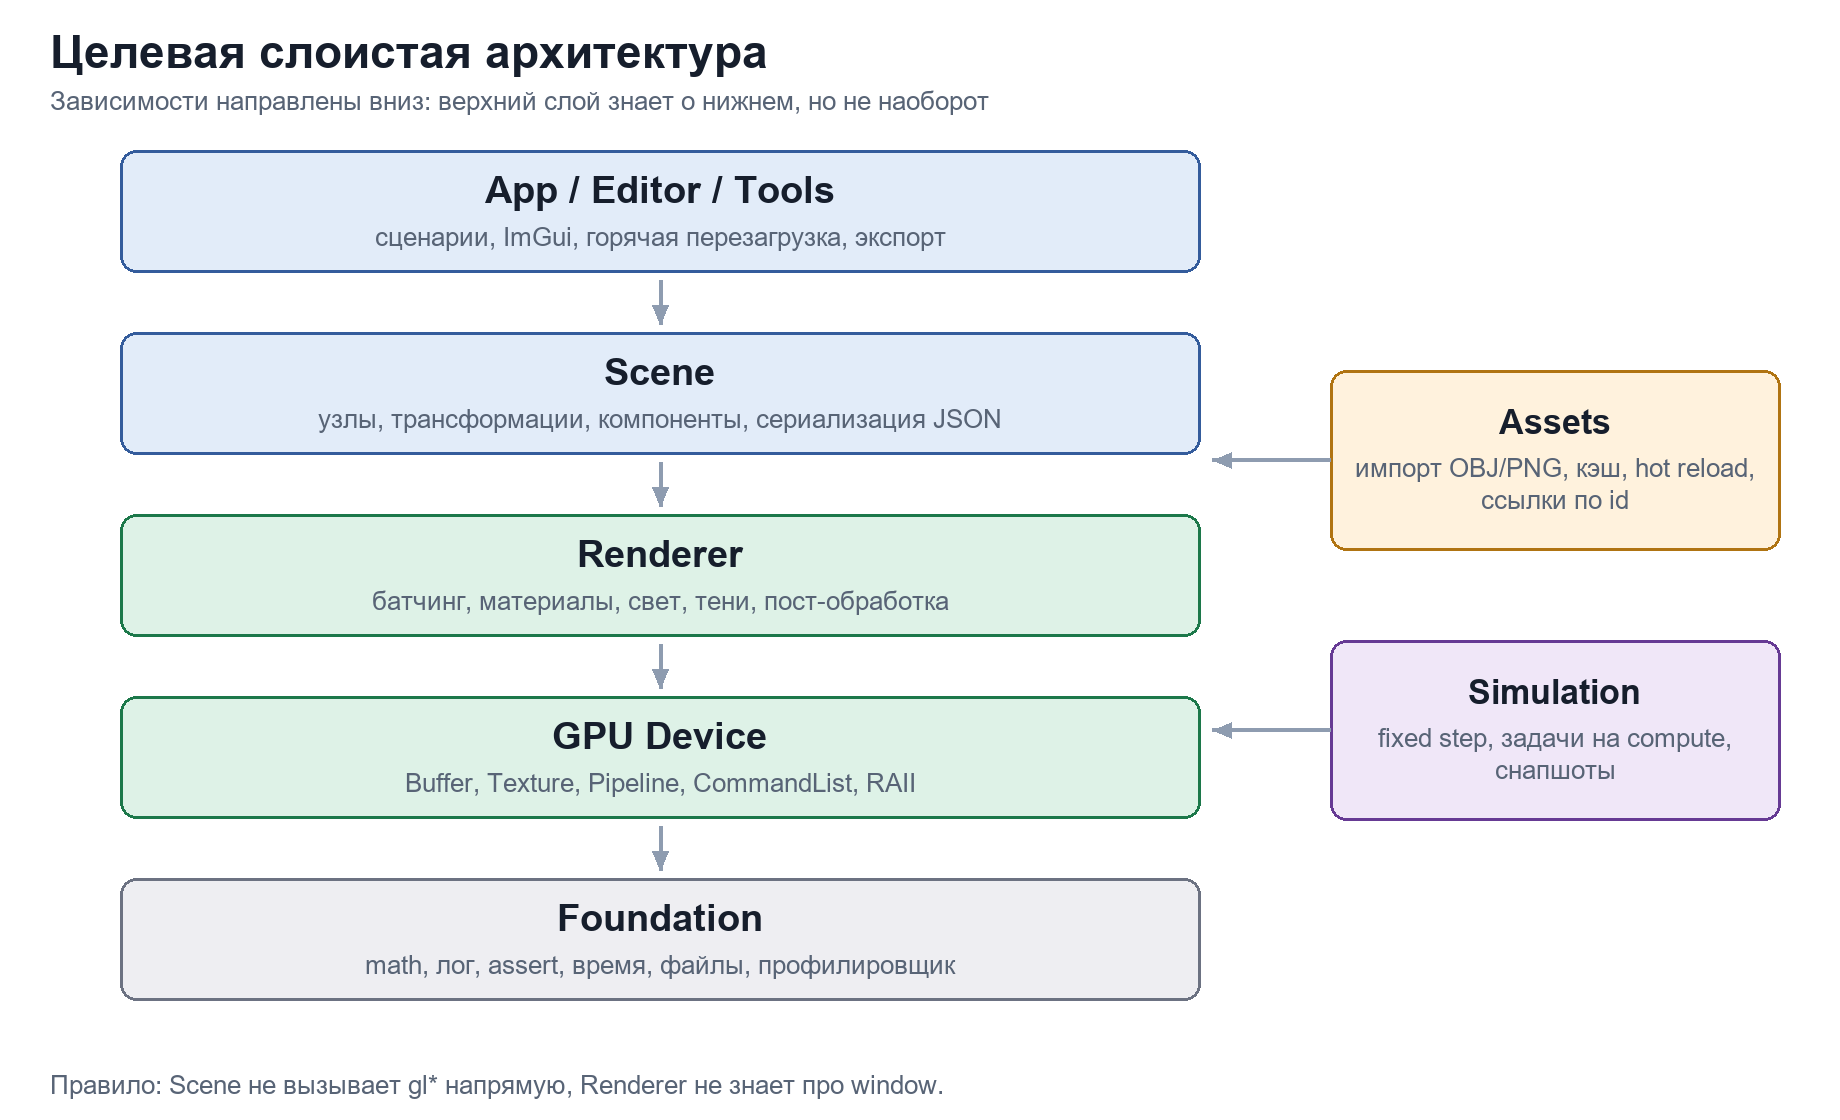 Целевая слоистая архитектура
Зависимости направлены вниз: верхний слой знает о нижнем, но не наоборот
App / Editor / Tools
сценарии, ImGui, горячая перезагрузка, экспорт
Scene
узлы, трансформации, компоненты, сериализация JSON
Assets
импорт OBJ/PNG, кэш, hot reload,
ссылки по id
Renderer
батчинг, материалы, свет, тени, пост-обработка
Simulation
fixed step, задачи на compute,
снапшоты
GPU Device
Buffer, Texture, Pipeline, CommandList, RAII
Foundation
math, лог, assert, время, файлы, профилировщик
Правило: Scene не вызывает gl* напрямую, Renderer не знает про window.